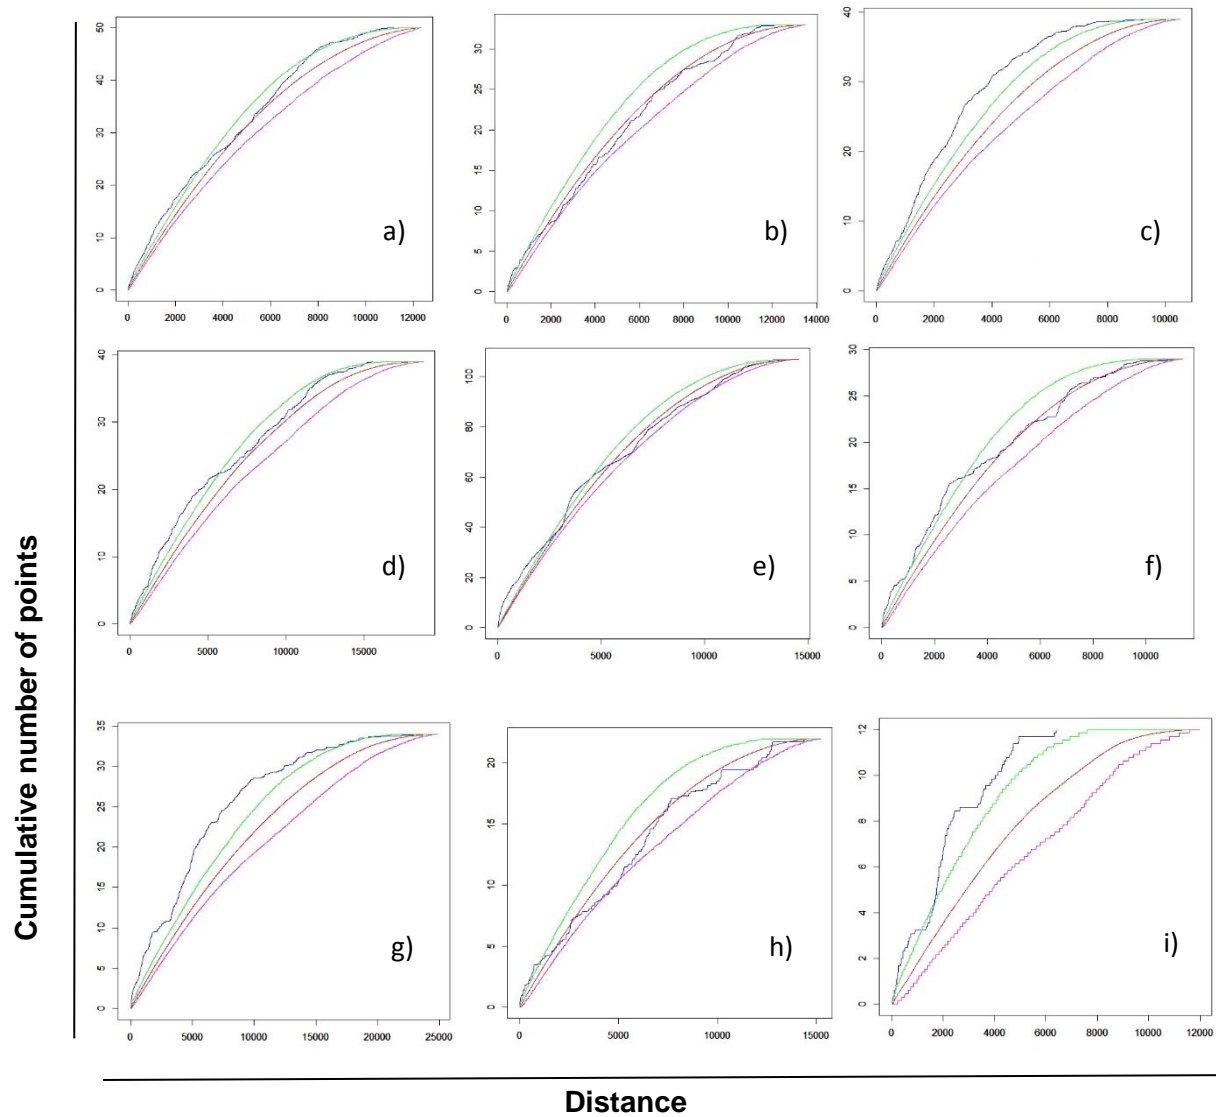 Cumulative number of points
0 10 20 30 40 50
0 2000 4000 6000 8000 10000 12000
a)
0 5 10 15 20 25 30
0 2000 4000 6000 8000 10000 12000 14000
b)
0 10 20 30 40
0 2000 4000 6000 8000 10000
c)
0 10 20 30 40
0 5000 10000 15000
d)
0 20 40 60 80 100
0 5000 10000 15000
e)
0 5 10 15 20 25 30
0 2000 4000 6000 8000 10000
f)
0 5 10 15 20 25 30 35
0 5000 10000 15000 20000 25000
g)
0 5 10 15 20
0 5000 10000 15000
h)
0 2 4 6 8 10 12
0 2000 4000 6000 8000 10000 12000
i)
Distance